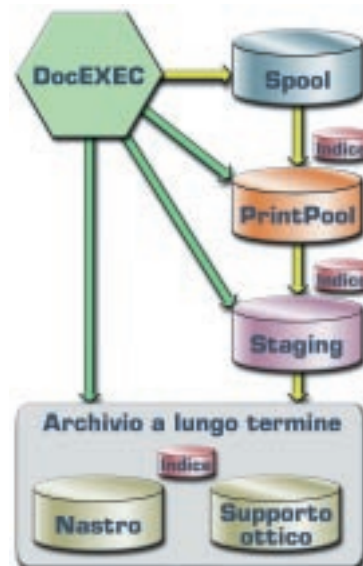 DocEXEC
Spool
Indice
PrintPool
Indice
Staging
Archivio a lungo termine
Indice
Nastro
Supporto
ottico